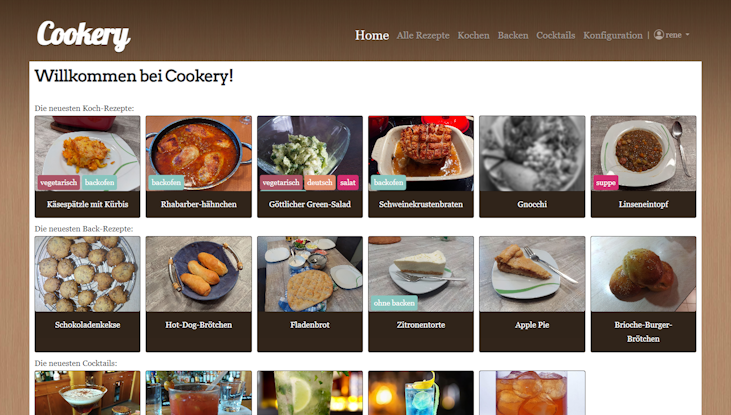 Cookery
Home Alle Rezepte Kochen Backen Cocktails Konfiguration | rene
Willkommen bei Cookery!
Die neuesten Koch-Rezepte:
vegetarisch backofen
backofen
vegetarisch deutsch salat
backofen
suppe
Käsespätzle mit Kürbis
Rhabarber-hähnchen
Göttlicher Grensal
Schweinekrustenbraten
Gnocchi
Linseneintopf
Die neuesten Back-Rezepte:
ohne backen
Schokoladenkekse
Hot-Dog-Brötchen
Fladenbrot
Zitronentorte
Apple Pie
Brioche-Burger-
Brötchen
Die neuesten Cocktails: